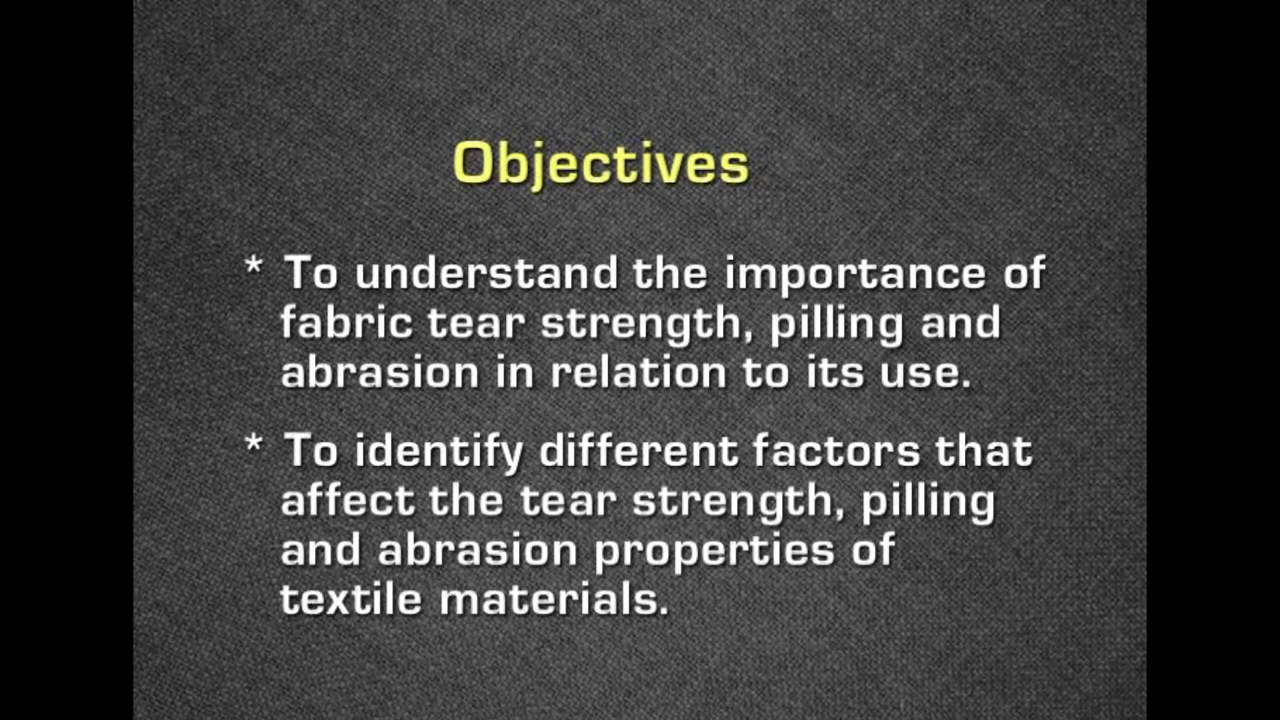 Objectives
* To understand the importance of
fabric tear strength, pilling and
abrasion in relation to its use.
* To identify different factors that
affect the tear strength, pilling
and abrasion properties of
textile materials.